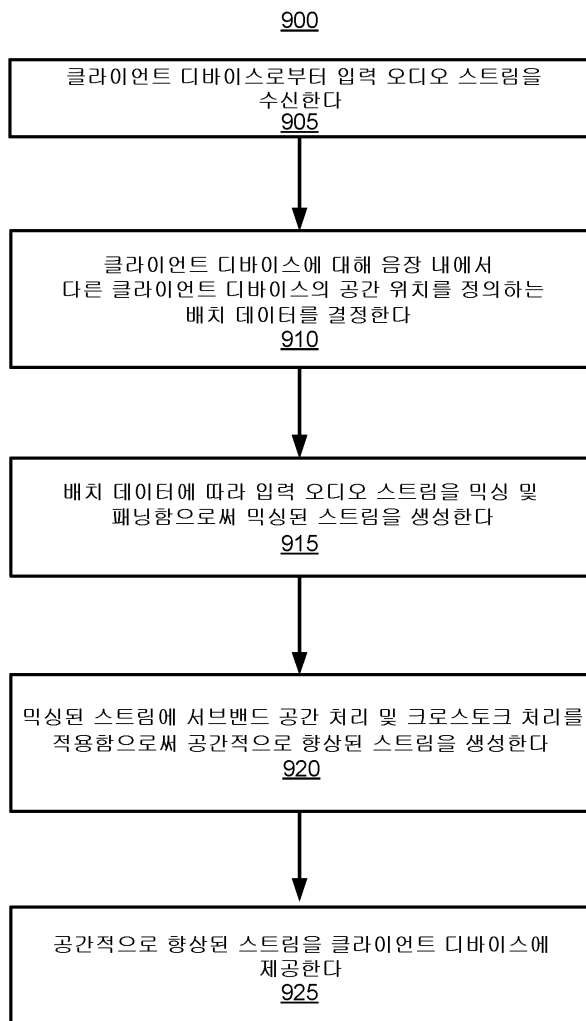 900
클라이언트 디바이스로부터 입력 오디오 스트림을
수신한다
905
클라이언트 디바이스에 대해 음장 내에서
다른 클라이언트 디바이스의 공간 위치를 정의하는
배치 데이터를 결정한다
910
배치 데이터에 따라 입력 오디오 스트림을 믹싱 및
패닝함으로써 믹싱된 스트림을 생성한다
915
믹싱된 스트림에 서브밴드 공간 처리 및 크로스토크 처리를
적용함으로써 공간적으로 향상된 스트림을 생성한다
920
공간적으로 향상된 스트림을 클라이언트 디바이스에
제공한다
925